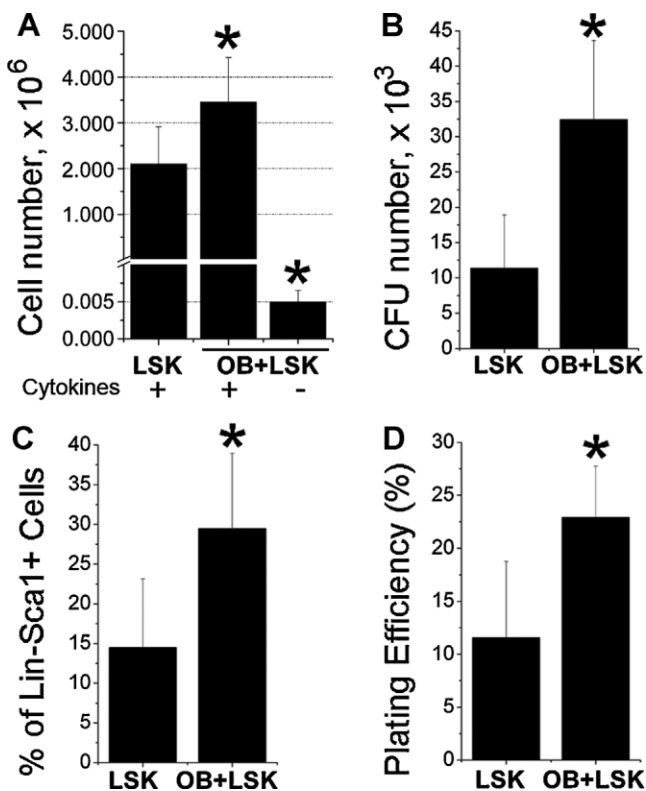 A
Cell number, x 10⁶
5.000
4.000
3.000
2.000
1.000
0.005
0.000
*
*
LSK OB+LSK
Cytokines + + -
B
CFU number, x 10³
45
40
35
30
25
20
15
10
5
0
*
LSK OB+LSK
C
% of Lin-Sca1+ Cells
40
35
30
25
20
15
10
5
0
*
LSK OB+LSK
D
Plating Efficiency (%)
30
25
20
15
10
5
0
*
LSK OB+LSK